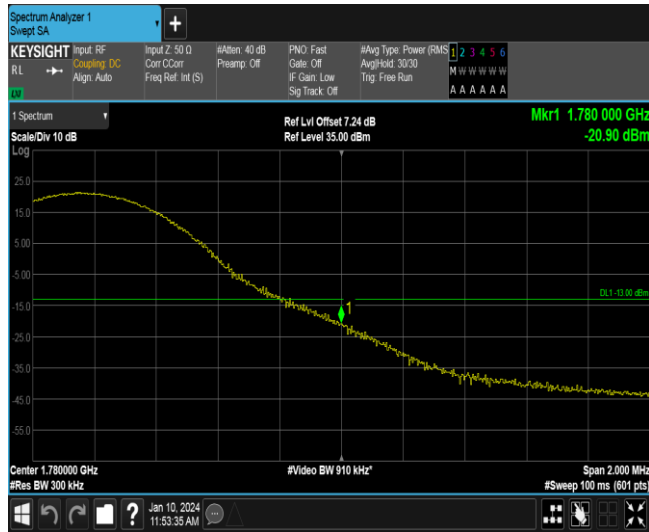 Spectrum Analyzer 1
Swept SA
+
KEYSIGHT
RL
LXI
Input: RF
Coupling: DC
Align: Auto
Input Z: 50 Ω
Corr CCorr
Freq Ref: Int (S)
#Atten: 40 dB
Preamp: Off
PNO: Fast
Gate: Off
IF Gain: Low
Sig Track: Off
#Avg Type: Power (RMS
Avg|Hold: 30/30
Trig: Free Run
1 2 3 4 5 6
M W W W W W
A A A A A A
1 Spectrum
Scale/Div 10 dB
Log
Ref Lvl Offset 7.24 dB
Ref Level 35.00 dBm
Mkr1 1.780 000 GHz
-20.90 dBm
25.0
15.0
5.00
-5.00
-15.0
-25.0
-35.0
-45.0
-55.0
DL1 -13.00 dBm
1
Center 1.780000 GHz
#Res BW 300 kHz
#Video BW 910 kHz*
Span 2.000 MHz
#Sweep 100 ms (601 pts)
?
Jan 10, 2024
11:53:35 AM